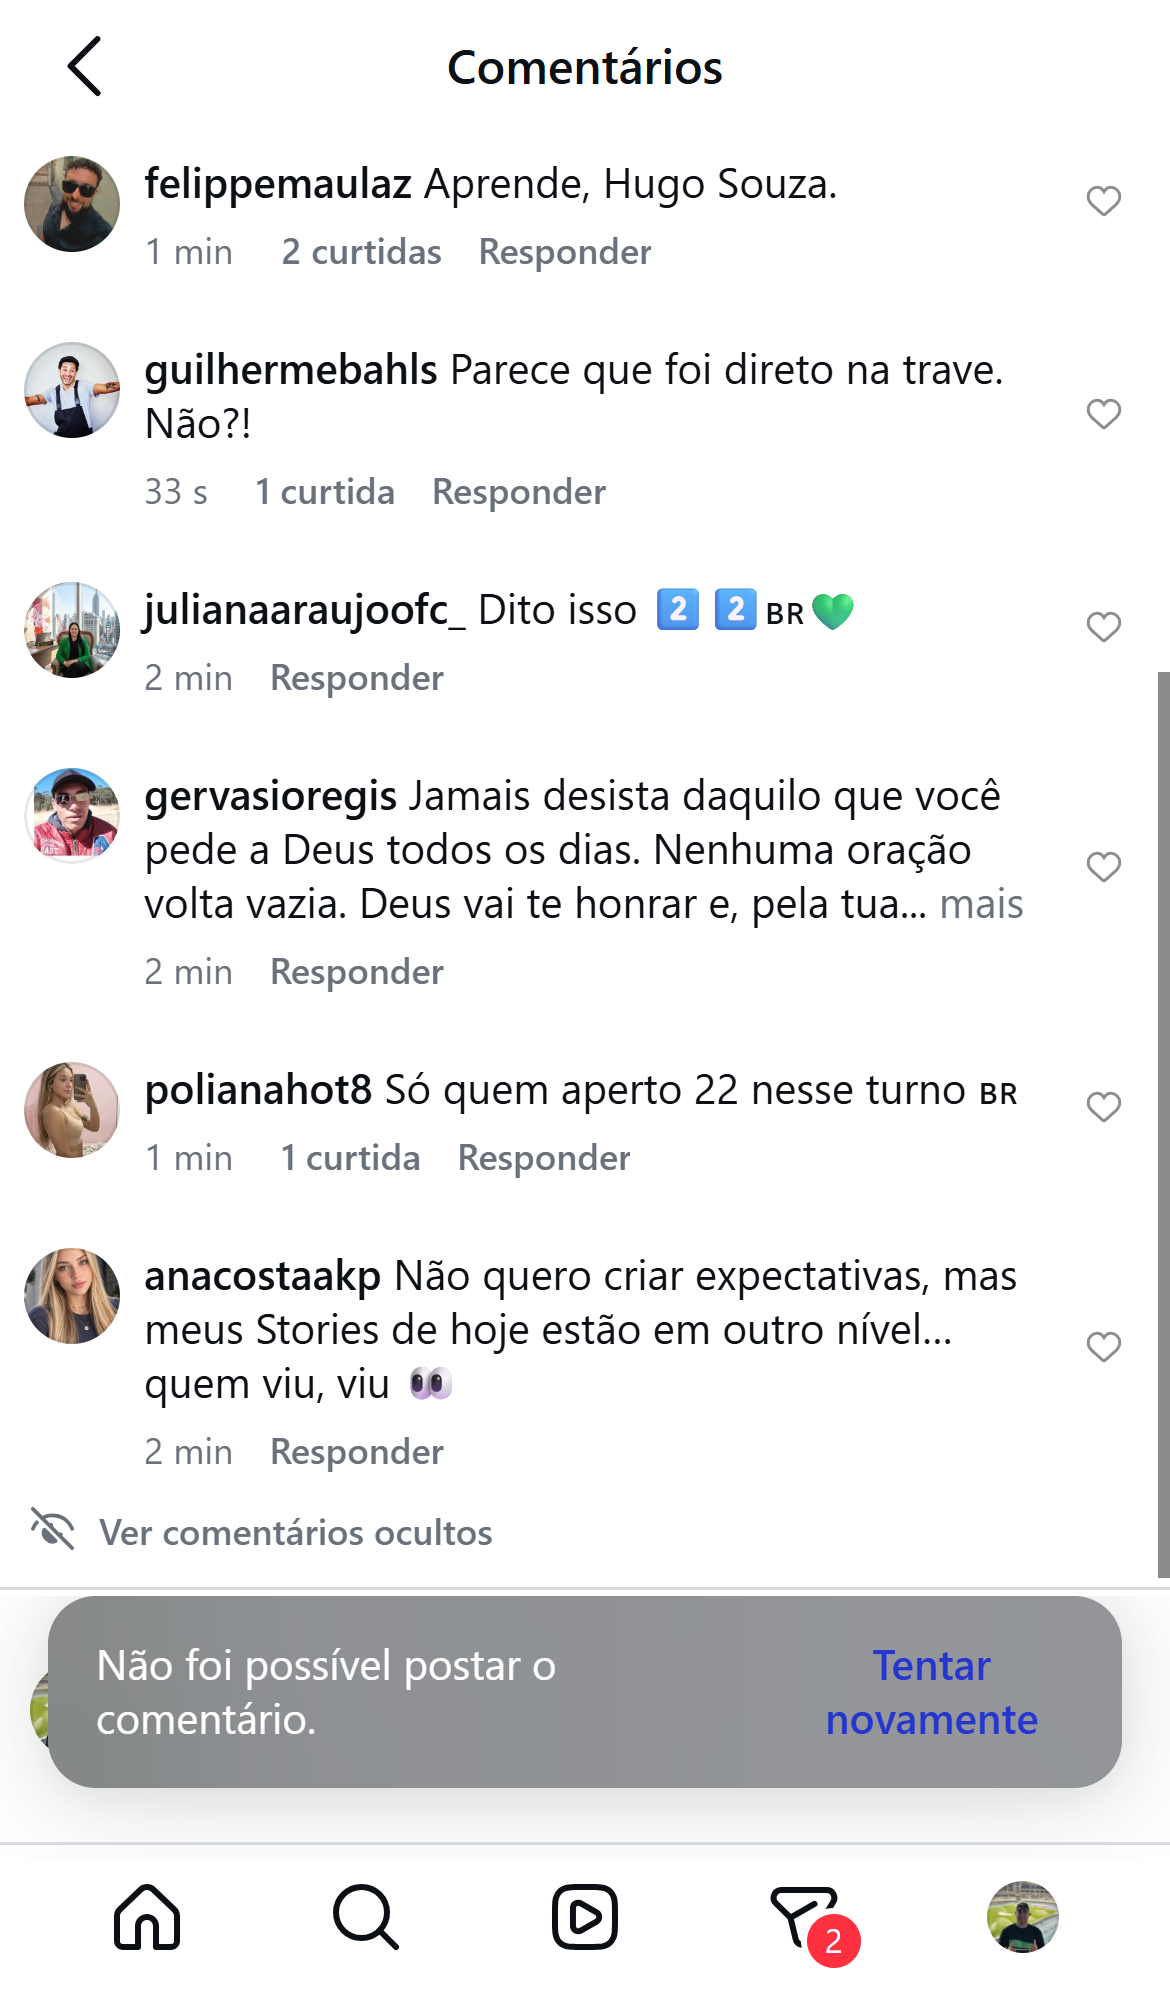 Comentários
felippemaulaz Aprende, Hugo Souza.
1 min 2 curtidas Responder
guilhermebahls Parece que foi direto na trave.
Não?!
33 s 1 curtida Responder
julianaaraujoofc_ Dito isso 2️⃣ 2️⃣ BR💚
2 min Responder
gervasioregis Jamais desista daquilo que você
pede a Deus todos os dias. Nenhuma oração
volta vazia. Deus vai te honrar e, pela tua... mais
2 min Responder
polianahot8 Só quem aperto 22 nesse turno BR
1 min 1 curtida Responder
anacostaakp Não quero criar expectativas, mas
meus Stories de hoje estão em outro nível...
quem viu, viu 👀
2 min Responder
Ver comentários ocultos
Não foi possível postar o
comentário.
Tentar
novamente
2